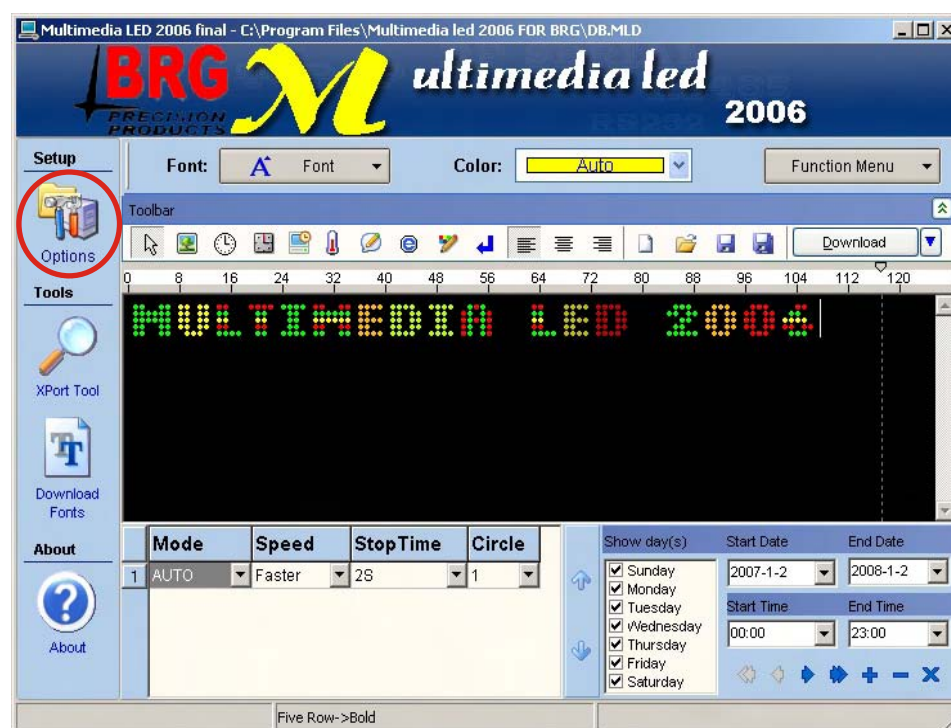 Multimedia LED 2006 final - C:\Program Files\Multimedia led 2006 FOR BRG\DB.MLD
BRG
PRECISION
PRODUCTS
Multimedia led
2006
RS232
Setup
Font: A Font
Color: Auto
Function Menu
Options
Toolbar
Download
0 8 16 24 32 40 48 56 64 72 80 88 96 104 112 120
MULTIMEDIA LED 2006
Tools
XPort Tool
Download
Fonts
About
About
Mode Speed StopTime Circle
1 AUTO Faster 2S 1
Show day(s)
Sunday
Monday
Tuesday
Wednesday
Thursday
Friday
Saturday
Start Date End Date
2007-1-2 2008-1-2
Start Time End Time
00:00 23:00
Five Row->Bold